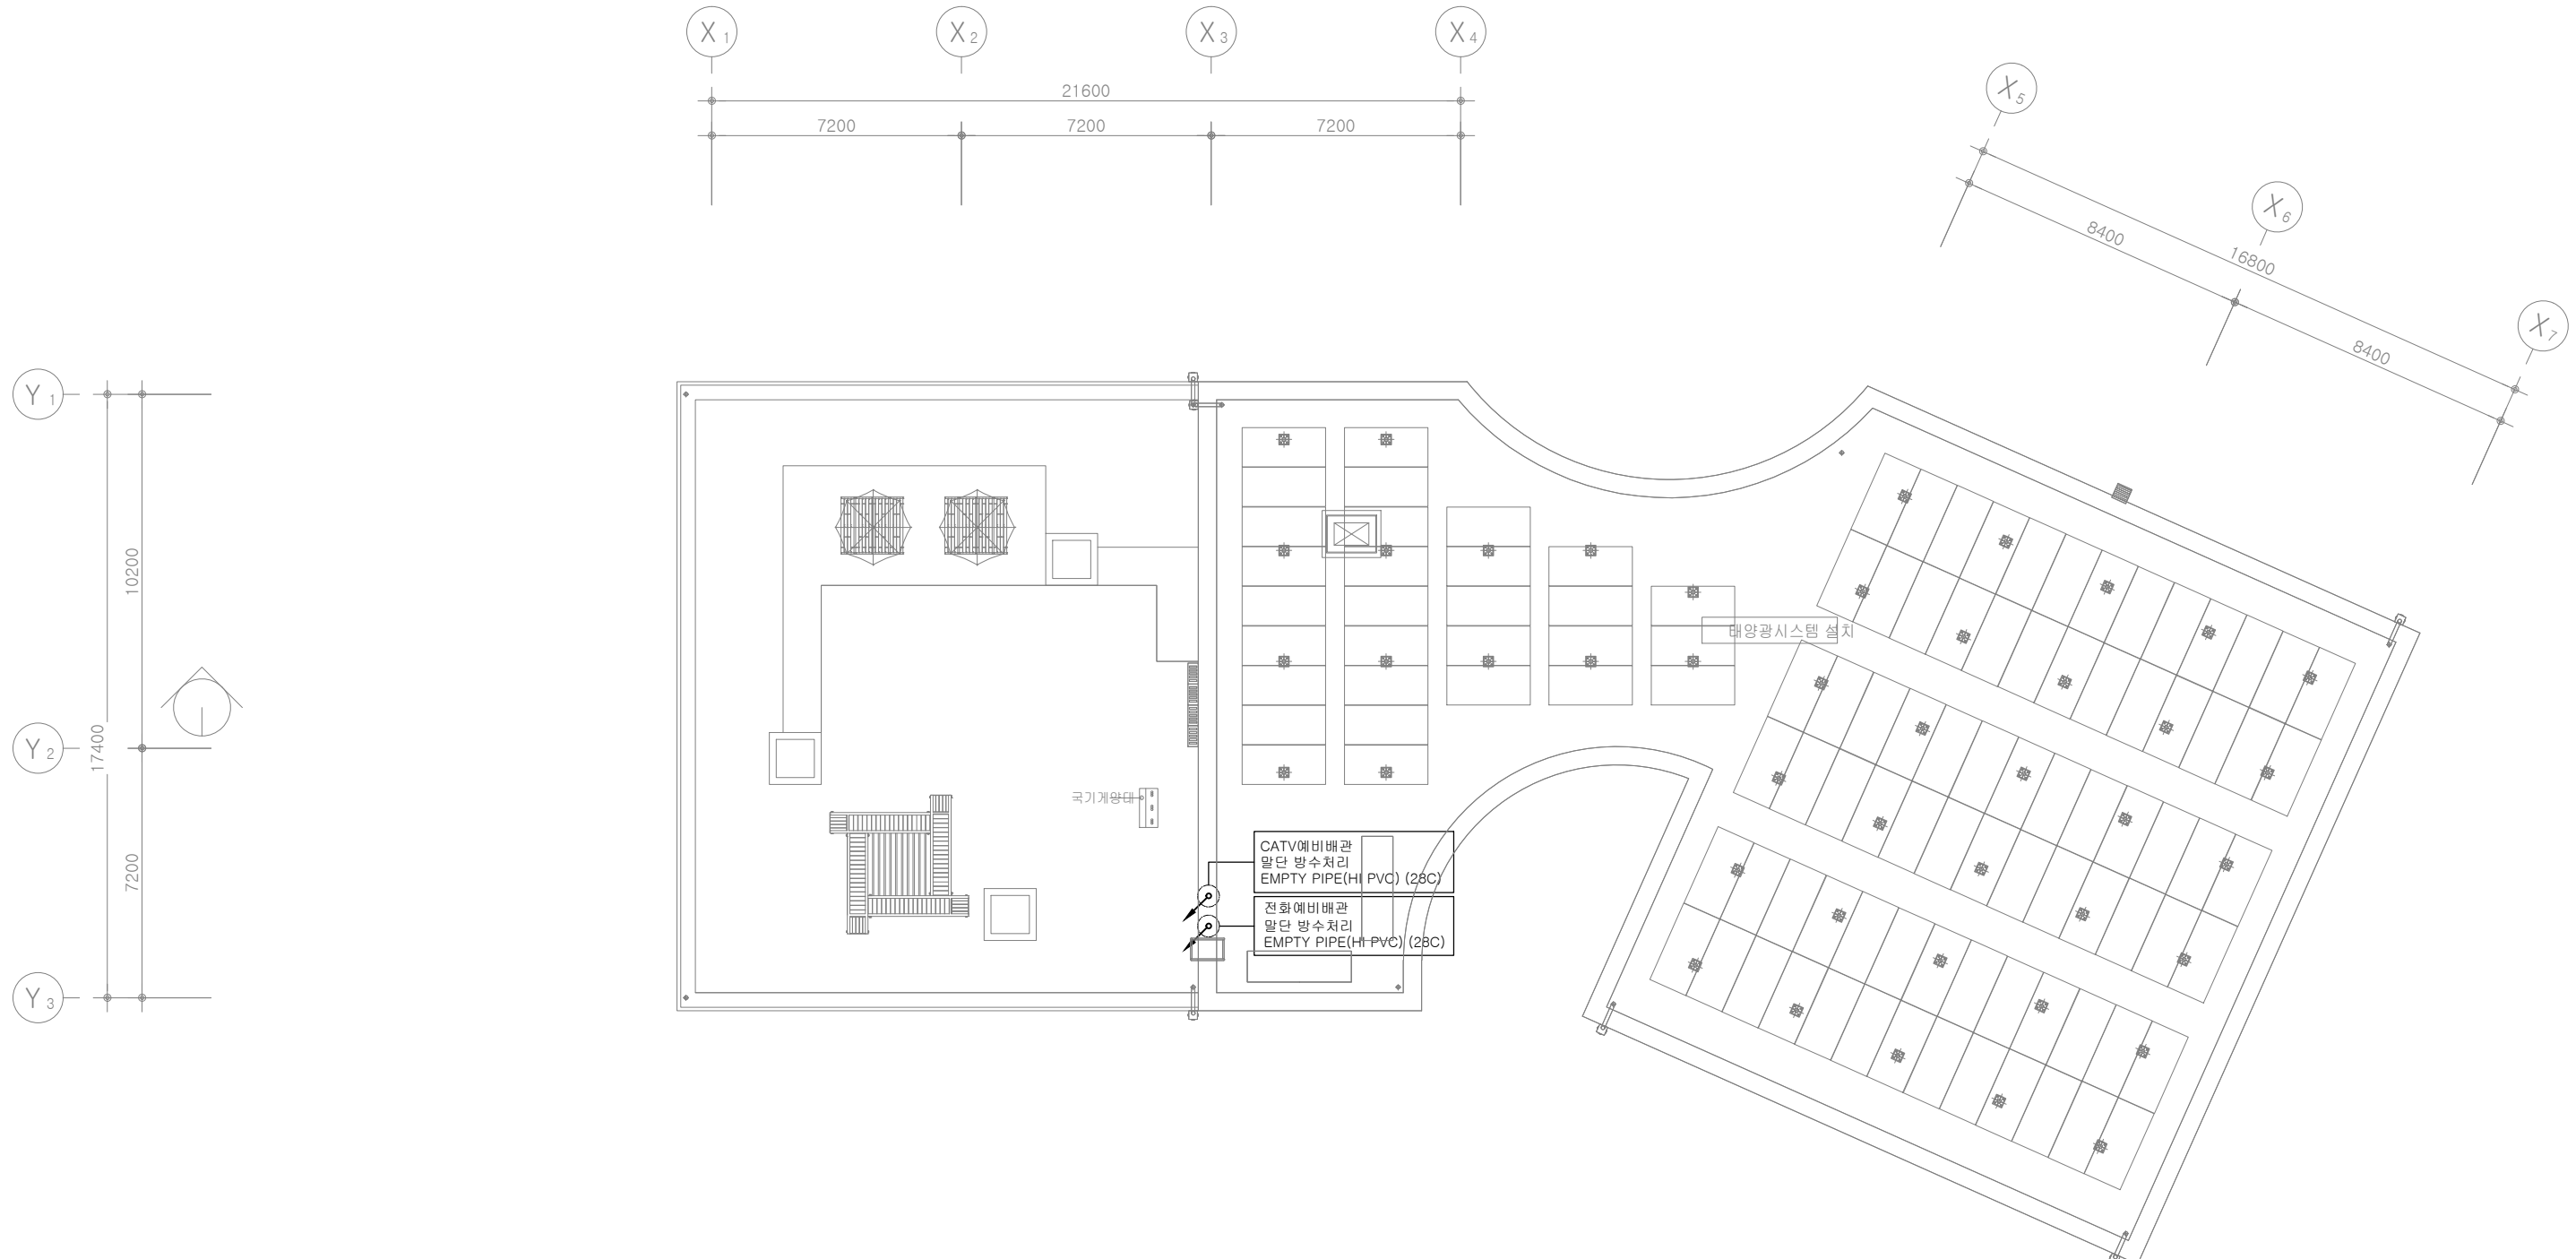 X1
X2
X3
X4
21600
7200
7200
7200
X5
X6
X7
16800
8400
8400
Y1
Y2
Y3
17400
10200
7200
태양광시스템 설치
국기게양대
CATV예비배관
말단 방수처리
EMPTY PIPE(HI PVC) (28C)
전화예비배관
말단 방수처리
EMPTY PIPE(HI PVC) (28C)